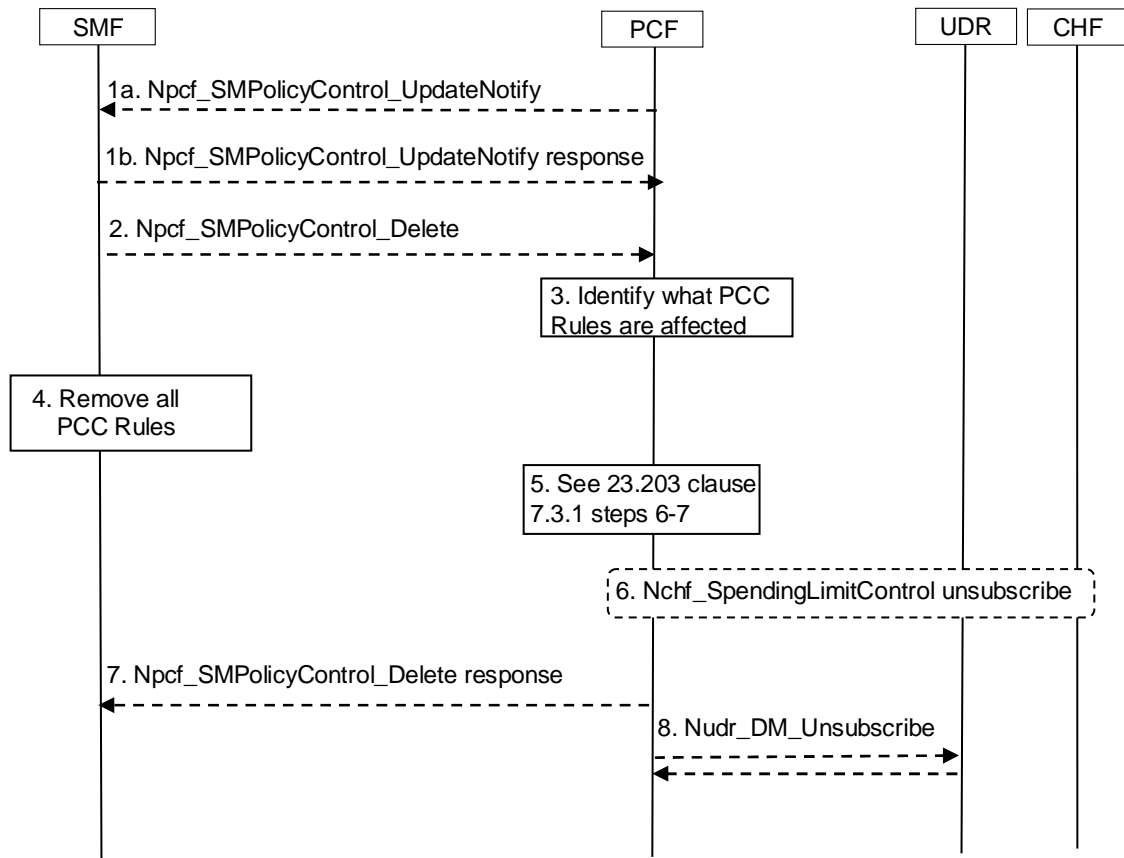 SMF
PCF
UDR
CHF
1a. Npcf_SMPolicyControl_UpdateNotify
1b. Npcf_SMPolicyControl_UpdateNotify response
2. Npcf_SMPolicyControl_Delete
3. Identify what PCC
Rules are affected
4. Remove all
PCC Rules
5. See 23.203 clause
7.3.1 steps 6-7
6. Nchf_SpendingLimitControl unsubscribe
7. Npcf_SMPolicyControl_Delete response
8. Nudr_DM_Unsubscribe